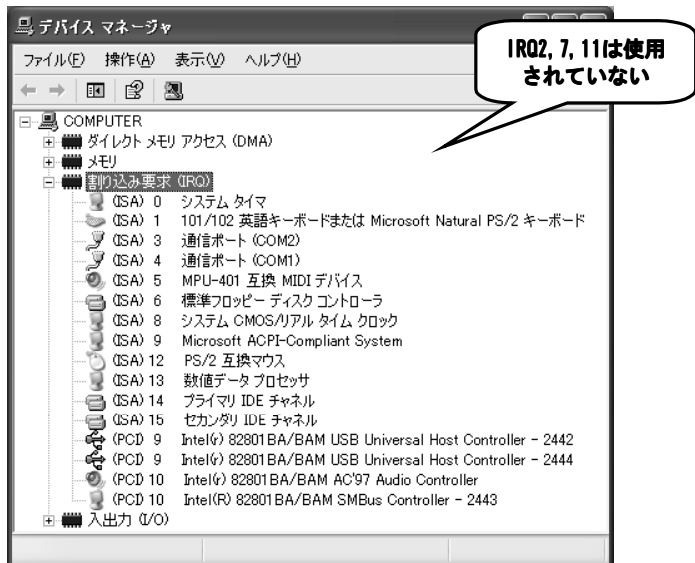 デバイス マネージャ
ファイル(F) 操作(A) 表示(V) ヘルプ(H)
IRQ2, 7, 11は使用
されていない
COMPUTER
ダイレクト メモリ アクセス (DMA)
メモリ
割り込み要求 (IRQ)
(ISA) 0 システム タイマ
(ISA) 1 101/102 英語キーボードまたは Microsoft Natural PS/2 キーボード
(ISA) 3 通信ポート (COM2)
(ISA) 4 通信ポート (COM1)
(ISA) 5 MPU-401 互換 MIDI デバイス
(ISA) 6 標準フロッピー ディスク コントローラ
(ISA) 8 システム CMOS/リアル タイム クロック
(ISA) 9 Microsoft ACPI-Compliant System
(ISA) 12 PS/2 互換マウス
(ISA) 13 数値データ プロセッサ
(ISA) 14 プライマリ IDE チャネル
(ISA) 15 セカンダリ IDE チャネル
(PCI) 9 Intel(r) 82801BA/BAM USB Universal Host Controller - 2442
(PCI) 9 Intel(r) 82801BA/BAM USB Universal Host Controller - 2444
(PCI) 10 Intel(r) 82801BA/BAM AC'97 Audio Controller
(PCI) 10 Intel(R) 82801BA/BAM SMBus Controller - 2443
入出力 (I/O)